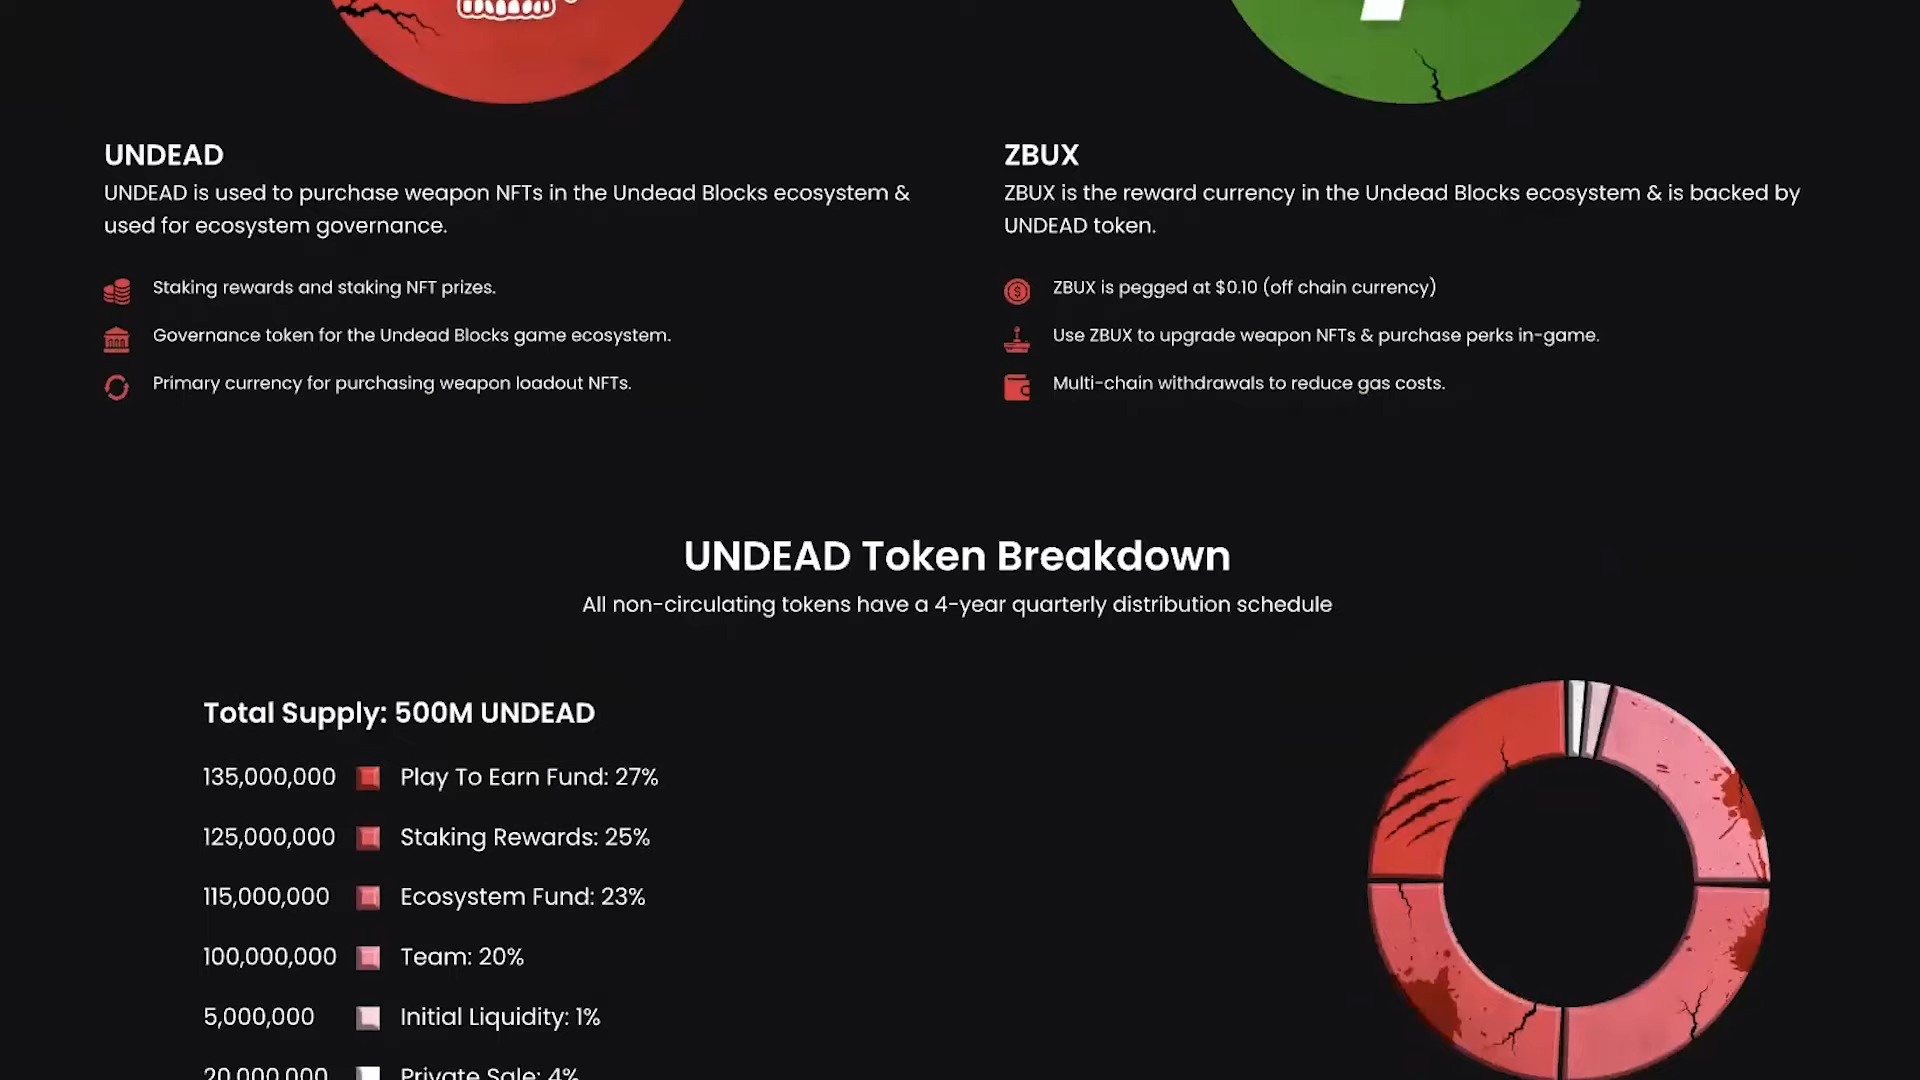 UNDEAD
UNDEAD is used to purchase weapon NFTs in the Undead Blocks ecosystem &
used for ecosystem governance.
Staking rewards and staking NFT prizes.
Governance token for the Undead Blocks game ecosystem.
Primary currency for purchasing weapon loadout NFTs.
ZBUX
ZBUX is the reward currency in the Undead Blocks ecosystem & is backed by
UNDEAD token.
ZBUX is pegged at $0.10 (off chain currency)
Use ZBUX to upgrade weapon NFTs & purchase perks in-game.
Multi-chain withdrawals to reduce gas costs.
UNDEAD Token Breakdown
All non-circulating tokens have a 4-year quarterly distribution schedule
Total Supply: 500M UNDEAD
135,000,000 Play To Earn Fund: 27%
125,000,000 Staking Rewards: 25%
115,000,000 Ecosystem Fund: 23%
100,000,000 Team: 20%
5,000,000 Initial Liquidity: 1%
20,000,000 Private Sale: 4%